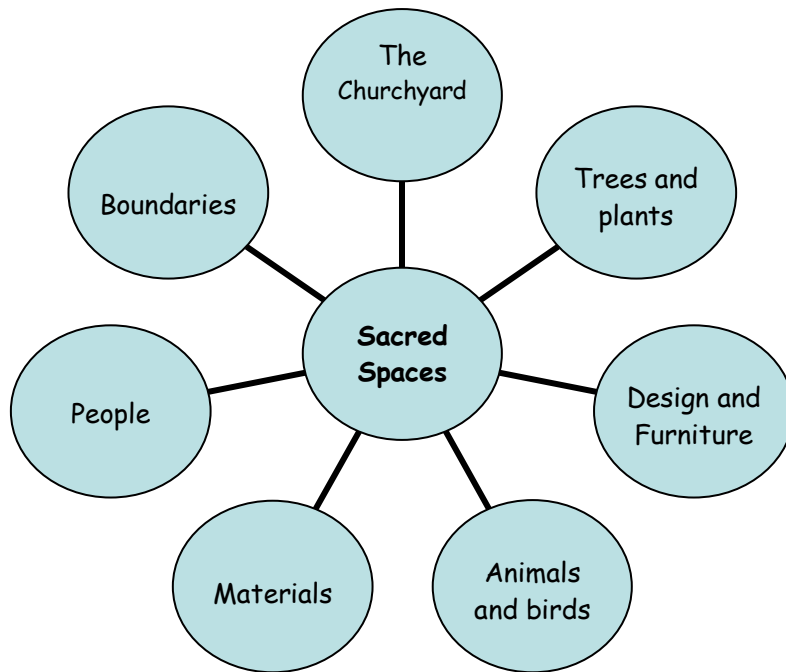 The
Churchyard
Trees and
plants
Design and
Furniture
Animals
and birds
Materials
People
Boundaries
Sacred
Spaces